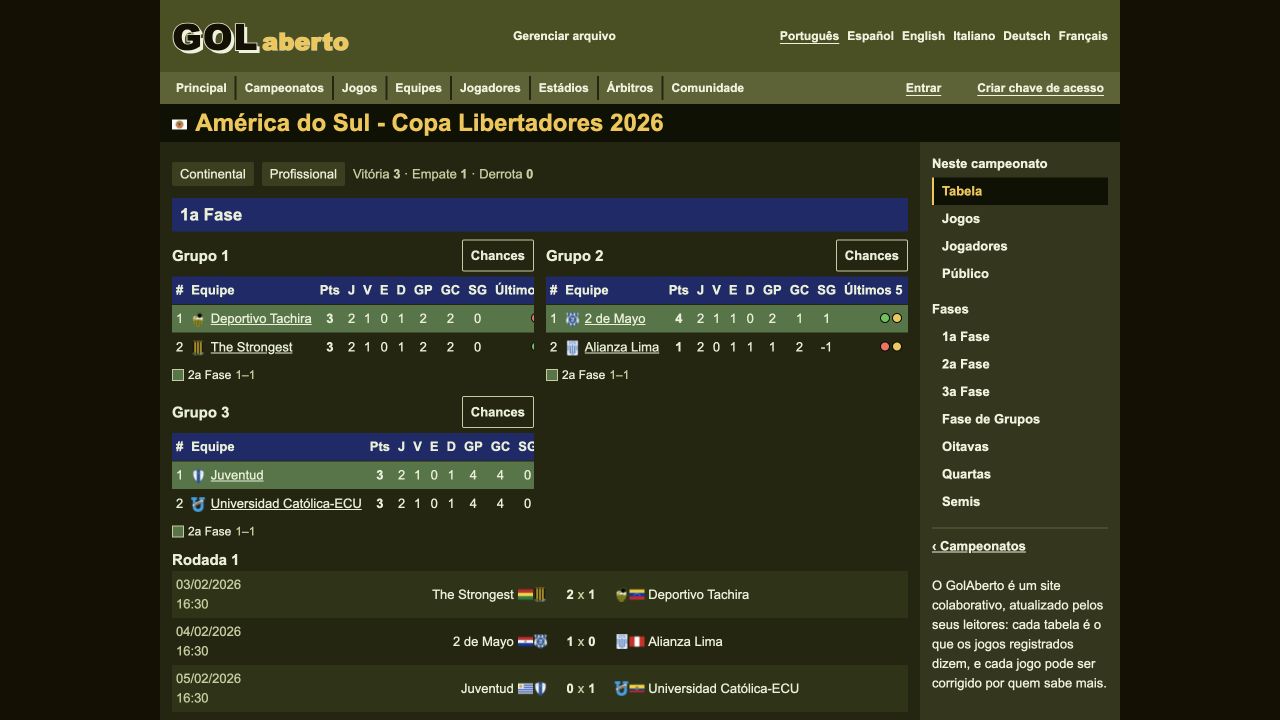 GOL aberto
Gerenciar arquivo
Português Español English Italiano Deutsch Français
Principal Campeonatos Jogos Equipes Jogadores Estádios Árbitros Comunidade Entrar Criar chave de acesso
América do Sul - Copa Libertadores 2026
Continental Profissional Vitória 3 · Empate 1 · Derrota 0
1a Fase
Grupo 1 Chances
# Equipe Pts J V E D GP GC SG Último
1 Deportivo Tachira 3 2 1 0 1 2 2 0
2 The Strongest 3 2 1 0 1 2 2 0
2a Fase 1–1
Grupo 2 Chances
# Equipe Pts J V E D GP GC SG Últimos 5
1 2 de Mayo 4 2 1 1 0 2 1 1
2 Alianza Lima 1 2 0 1 1 1 2 -1
2a Fase 1–1
Grupo 3 Chances
# Equipe Pts J V E D GP GC SG
1 Juventud 3 2 1 0 1 4 4 0
2 Universidad Católica-ECU 3 2 1 0 1 4 4 0
2a Fase 1–1
Rodada 1
03/02/2026
16:30
The Strongest 2 x 1 Deportivo Tachira
04/02/2026
16:30
2 de Mayo 1 x 0 Alianza Lima
05/02/2026
16:30
Juventud 0 x 1 Universidad Católica-ECU
Neste campeonato
Tabela
Jogos
Jogadores
Público
Fases
1a Fase
2a Fase
3a Fase
Fase de Grupos
Oitavas
Quartas
Semis
‹ Campeonatos
O GolAberto é um site
colaborativo, atualizado pelos
seus leitores: cada tabela é o
que os jogos registrados
dizem, e cada jogo pode ser
corrigido por quem sabe mais.